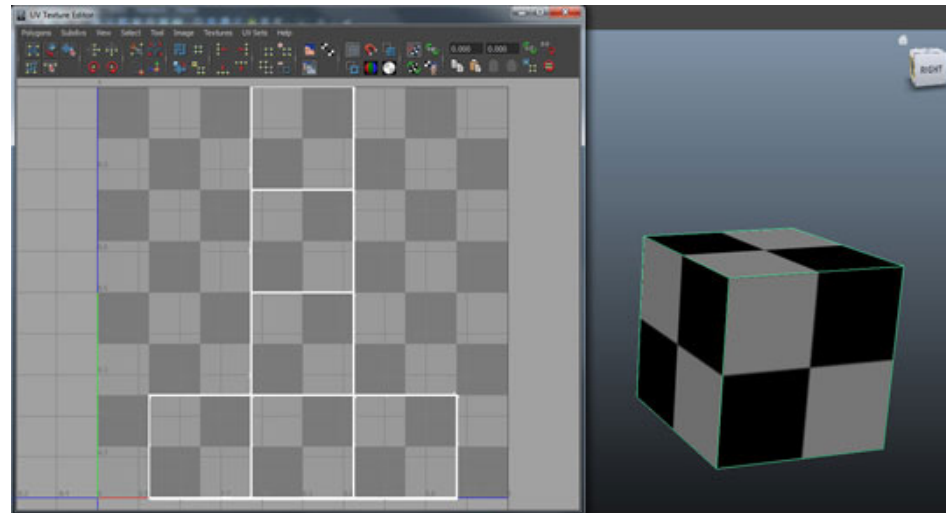 UV Texture Editor
Polygons Subdivs View Select Tool Image Textures UV Sets Help
0.000 0.000
RIGHT